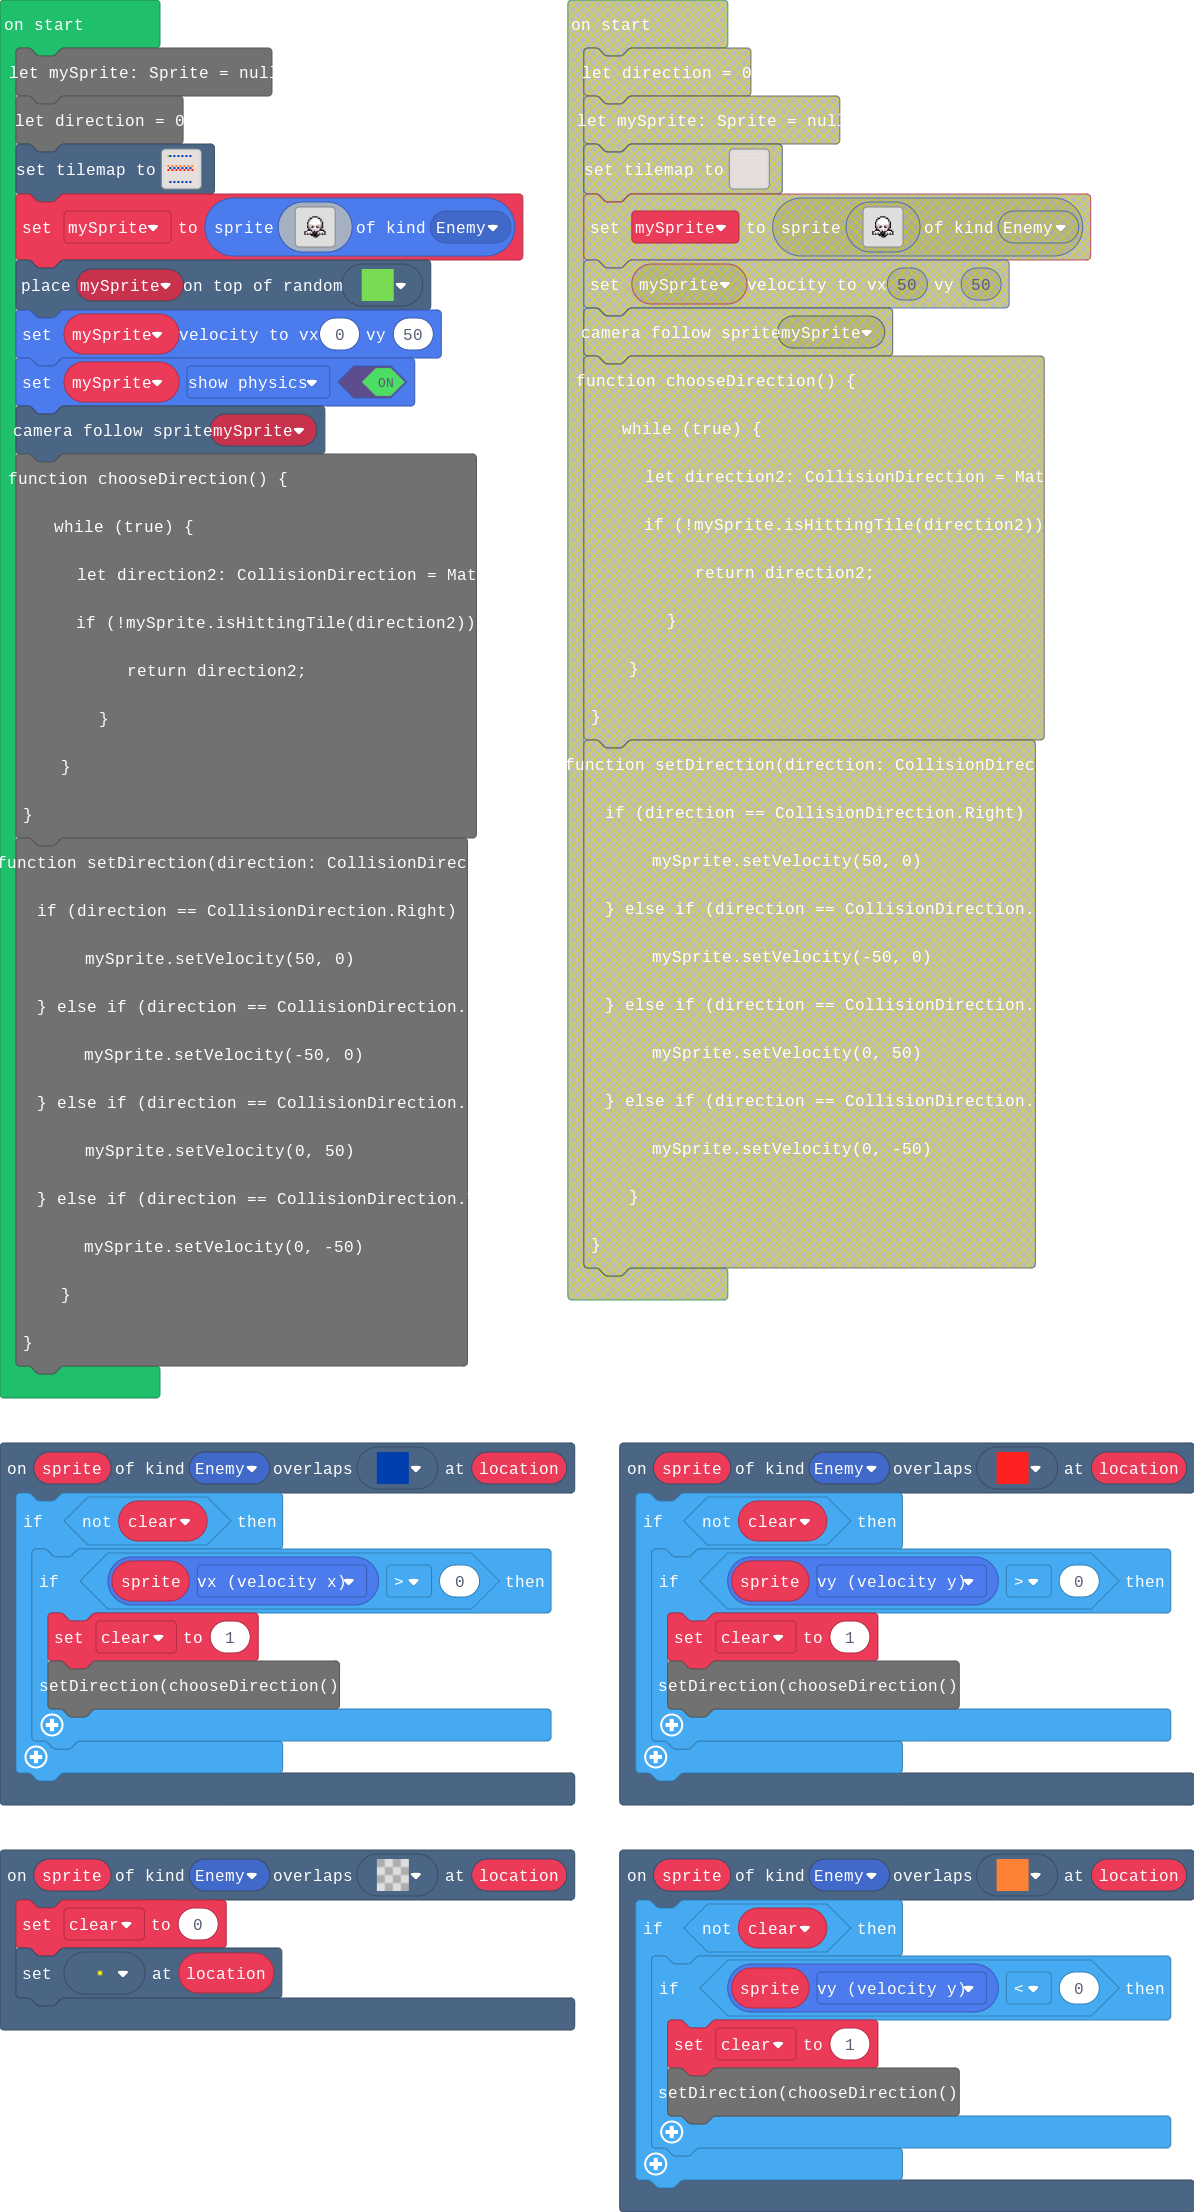 on start
let mySprite: Sprite = null
let direction = 0
set tilemap to
set mySprite to sprite of kind Enemy
place mySprite on top of random
set mySprite velocity to vx 0 vy 50
set mySprite show physics ON
camera follow sprite mySprite
function chooseDirection() {
while (true) {
let direction2: CollisionDirection = Mat
if (!mySprite.isHittingTile(direction2))
return direction2;
}
}
}
function setDirection(direction: CollisionDirec
if (direction == CollisionDirection.Right)
mySprite.setVelocity(50, 0)
} else if (direction == CollisionDirection.
mySprite.setVelocity(-50, 0)
} else if (direction == CollisionDirection.
mySprite.setVelocity(0, 50)
} else if (direction == CollisionDirection.
mySprite.setVelocity(0, -50)
}
}
on start
let direction = 0
let mySprite: Sprite = null
set tilemap to
set mySprite to sprite of kind Enemy
set mySprite velocity to vx 50 vy 50
camera follow sprite mySprite
function chooseDirection() {
while (true) {
let direction2: CollisionDirection = Mat
if (!mySprite.isHittingTile(direction2))
return direction2;
}
}
}
function setDirection(direction: CollisionDirec
if (direction == CollisionDirection.Right)
mySprite.setVelocity(50, 0)
} else if (direction == CollisionDirection.
mySprite.setVelocity(-50, 0)
} else if (direction == CollisionDirection.
mySprite.setVelocity(0, 50)
} else if (direction == CollisionDirection.
mySprite.setVelocity(0, -50)
}
}
on sprite of kind Enemy overlaps at location
if not clear then
if sprite vx (velocity x) > 0 then
set clear to 1
setDirection(chooseDirection()
on sprite of kind Enemy overlaps at location
if not clear then
if sprite vy (velocity y) > 0 then
set clear to 1
setDirection(chooseDirection()
on sprite of kind Enemy overlaps at location
set clear to 0
set at location
on sprite of kind Enemy overlaps at location
if not clear then
if sprite vy (velocity y) < 0 then
set clear to 1
setDirection(chooseDirection()